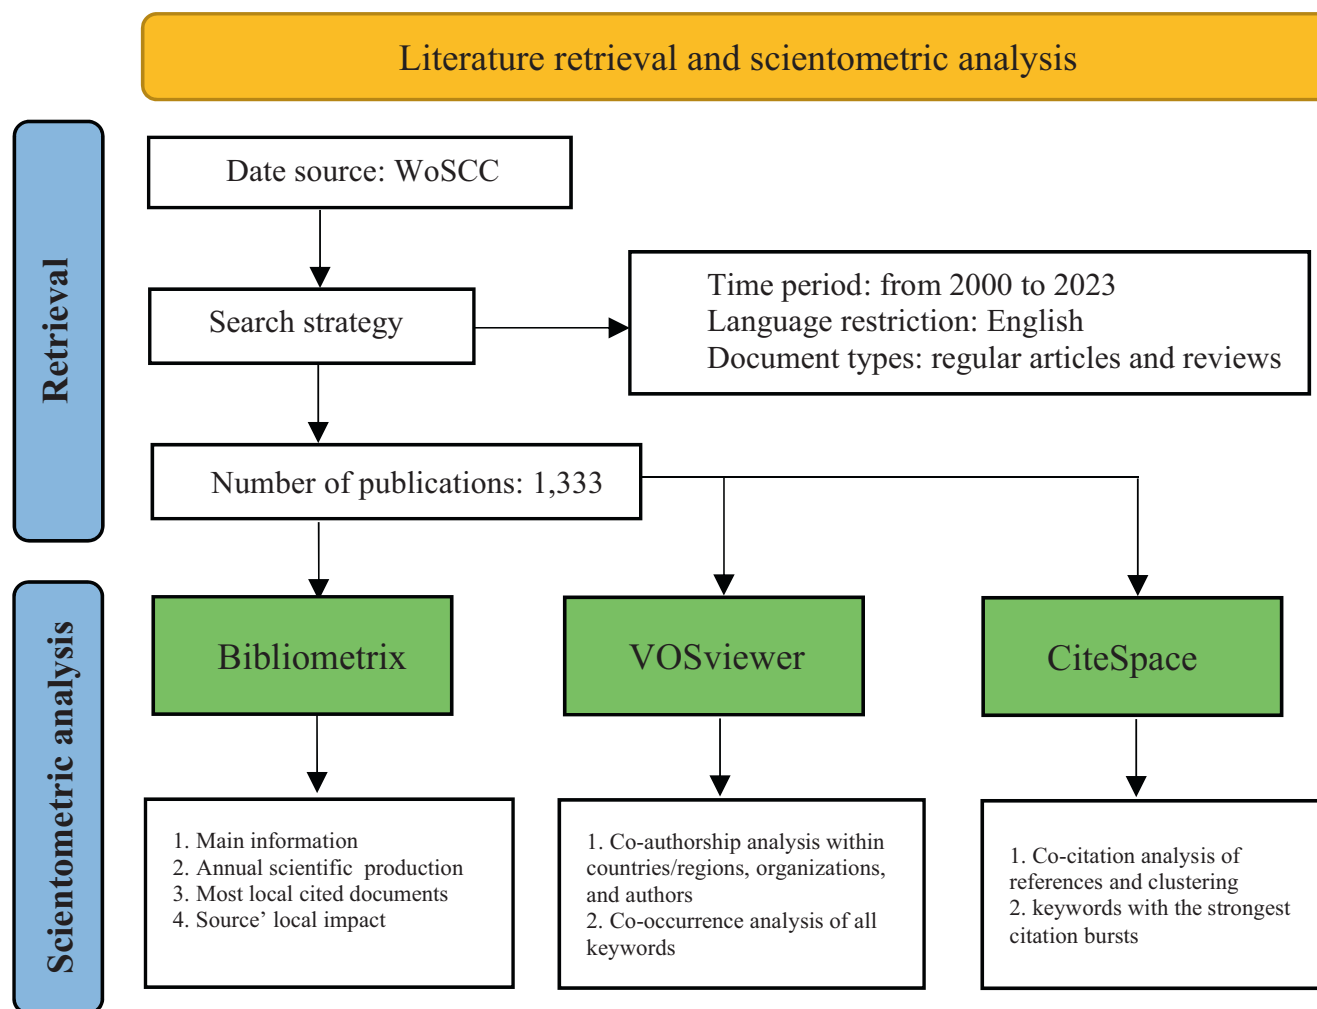 Literature retrieval and scientometric analysis
Retrieval
Date source: WoSCC
Search strategy
Time period: from 2000 to 2023
Language restriction: English
Document types: regular articles and reviews
Number of publications: 1,333
Scientometric analysis
Bibliometrix
VOSviewer
CiteSpace
1. Main information
2. Annual scientific production
3. Most local cited documents
4. Source’ local impact
1. Co-authorship analysis within
countries/regions, organizations,
and authors
2. Co-occurrence analysis of all
keywords
1. Co-citation analysis of
references and clustering
2. keywords with the strongest
citation bursts